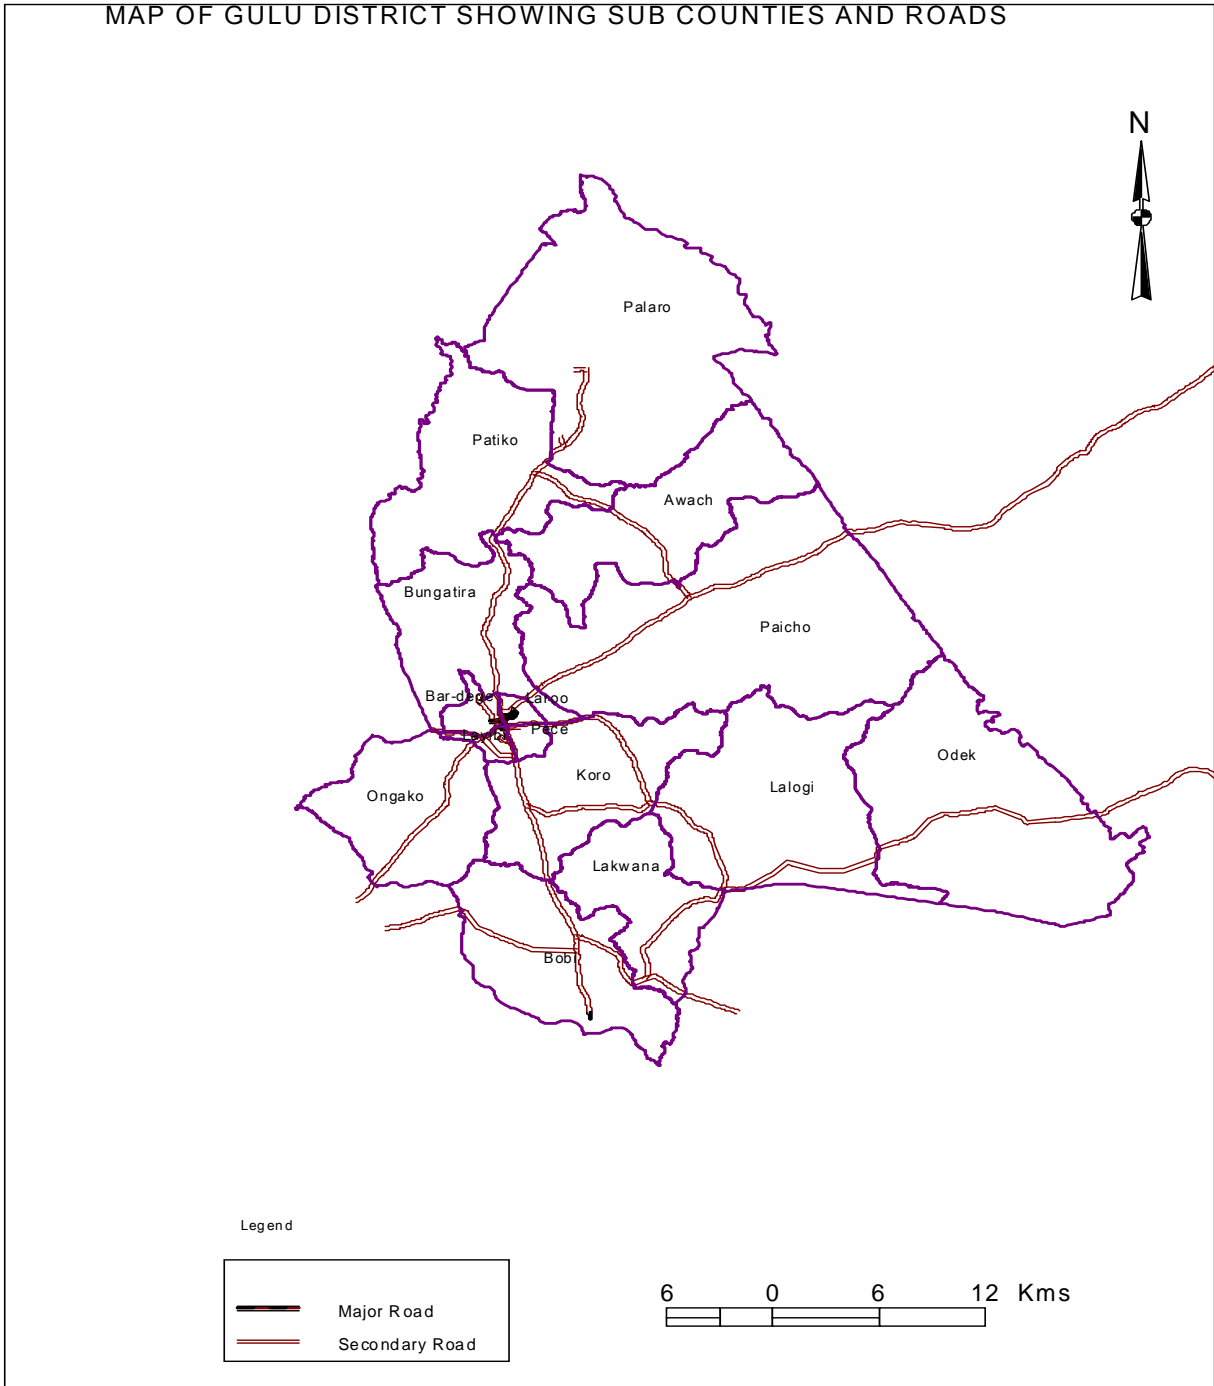 MAP OF GULU DISTRICT SHOWING SUB COUNTIES AND ROADS
N
Palaro
Patiko
Awach
Bungatira
Paicho
Bar-dege
Laroo
Layibi
Pece
Koro
Odek
Ongako
Lalogi
Lakwana
Bobi
Legend
Major Road
Secondary Road
6 0 6 12 Kms